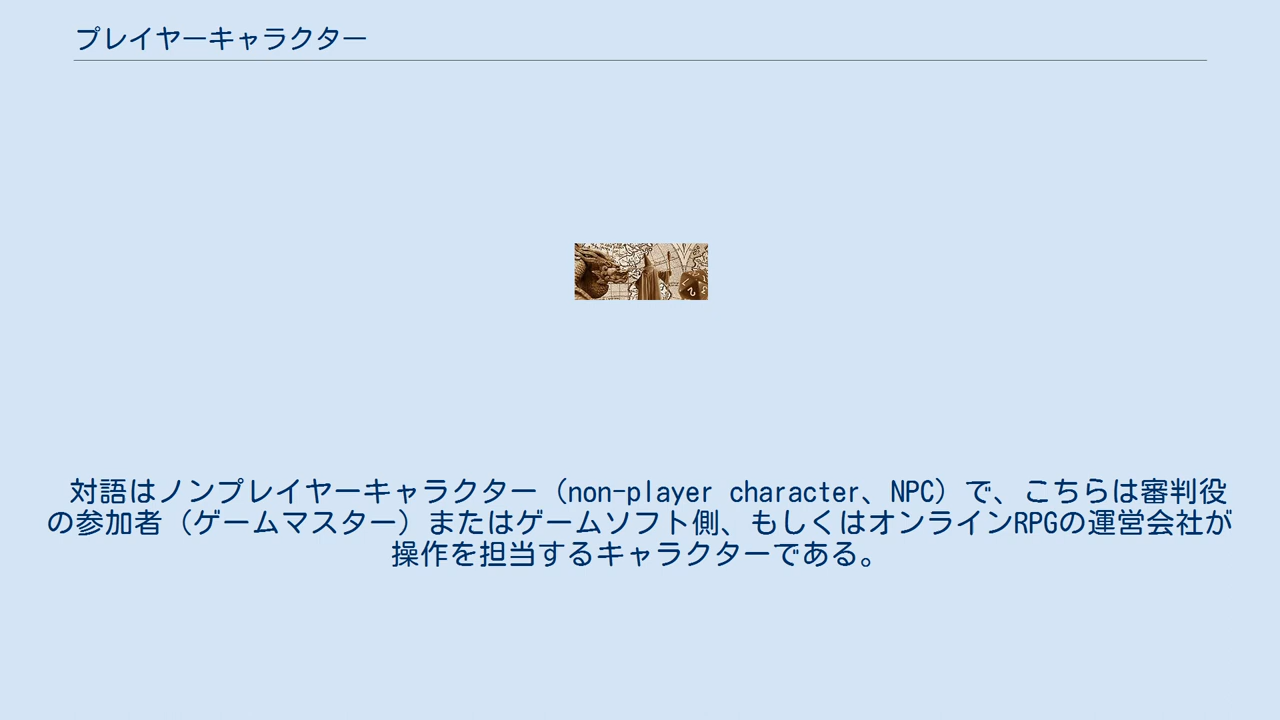 プレイヤーキャラクター
対語はノンプレイヤーキャラクター（non-player character、NPC）で、こちらは審判役
の参加者（ゲームマスター）またはゲームソフト側、もしくはオンラインRPGの運営会社が
操作を担当するキャラクターである。